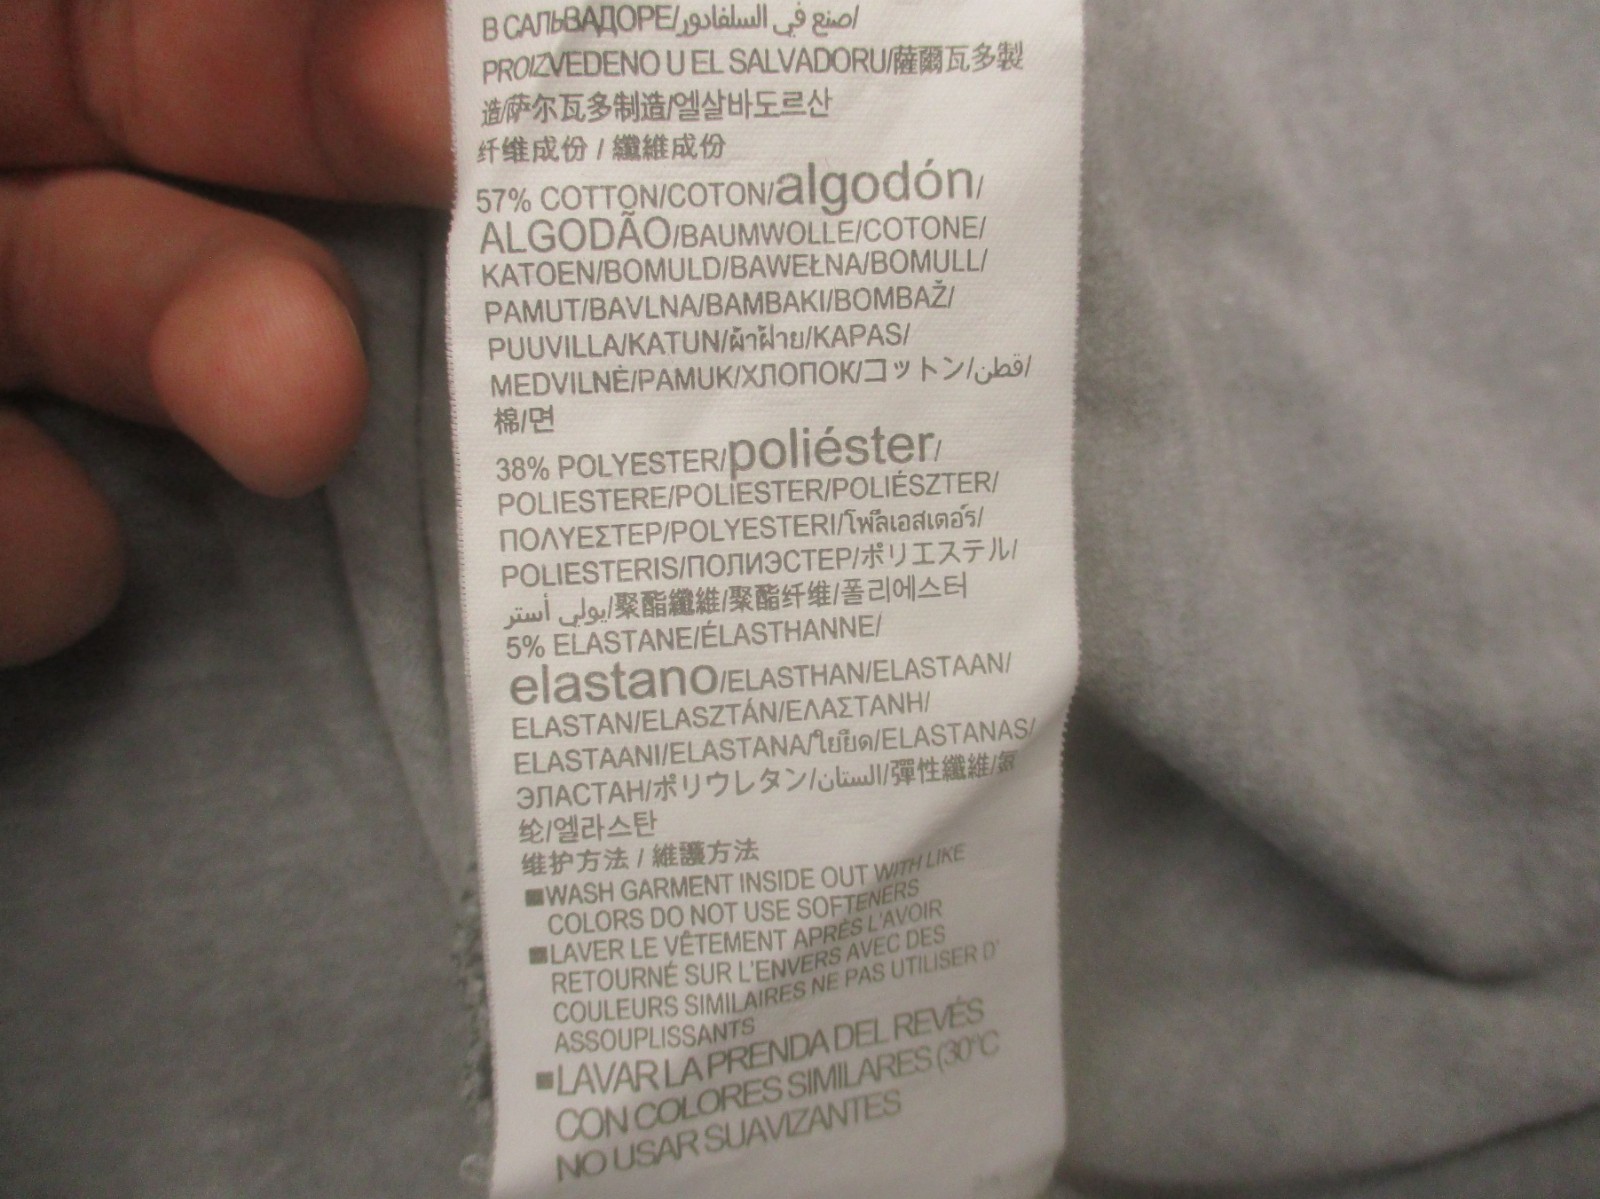 В САЛЬВАДОРЕ/صنع في السلفادور/
PROIZVEDENO U EL SALVADORU/薩爾瓦多製
造/萨尔瓦多制造/엘살바도르산
纤维成份 / 纖維成份
57% COTTON/COTON/algodón/
ALGODÃO/BAUMWOLLE/COTONE/
KATOEN/BOMULD/BAWEŁNA/BOMULL/
PAMUT/BAVLNA/BAMBAKI/BOMBAŽ/
PUUVILLA/KATUN/ผ้าฝ้าย/KAPAS/
MEDVILNĖ/PAMUK/ХЛОПОК/コットン/قطن/
棉/면
38% POLYESTER/poliéster/
POLIESTERE/POLIESTER/POLIÉSZTER/
ΠΟΛΥΕΣΤΕΡ/POLYESTERI/โพลีเอสเตอร์/
POLIESTERIS/ПОЛИЭСТЕР/ポリエステル/
بولي أستر/聚酯纖維/聚酯纤维/폴리에스터
5% ELASTANE/ÉLASTHANNE/
elastano/ELASTHAN/ELASTAAN/
ELASTAN/ELASZTÁN/ΕΛΑΣΤΑΝΗ/
ELASTAANI/ELASTANA/ใยยืด/ELASTANAS/
ЭЛАСТАН/ポリウレタン/الستان/彈性纖維/氨
纶/엘라스탄
维护方法 / 維護方法
■WASH GARMENT INSIDE OUT WITH LIKE
COLORS DO NOT USE SOFTENERS
■LAVER LE VÊTEMENT APRÉS L'AVOIR
RETOURNÉ SUR L'ENVERS AVEC DES
COULEURS SIMILAIRES NE PAS UTILISER D'
ASSOUPLISSANTS
■LAVAR LA PRENDA DEL REVÉS
CON COLORES SIMILARES (30°C
NO USAR SUAVIZANTES